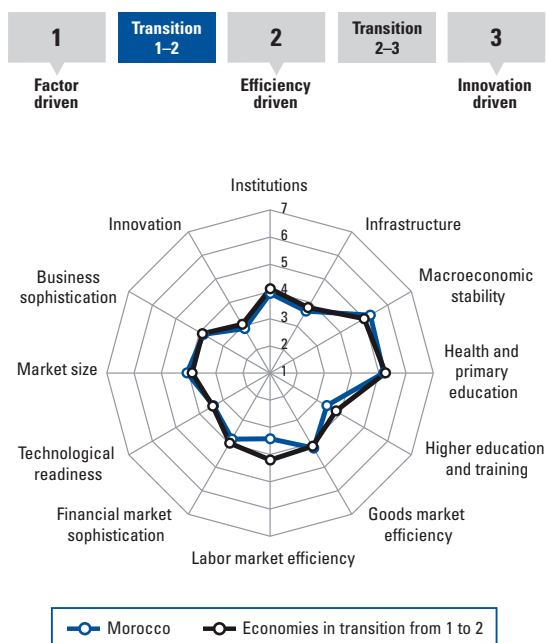 1
Transition
1–2
2
Transition
2–3
3
Factor
driven
Efficiency
driven
Innovation
driven
Institutions
7
6
5
4
3
2
1
Infrastructure
Macroeconomic
stability
Health and
primary
education
Higher education
and training
Goods market
efficiency
Labor market efficiency
Financial market
sophistication
Technological
readiness
Market size
Business
sophistication
Innovation
Morocco
Economies in transition from 1 to 2